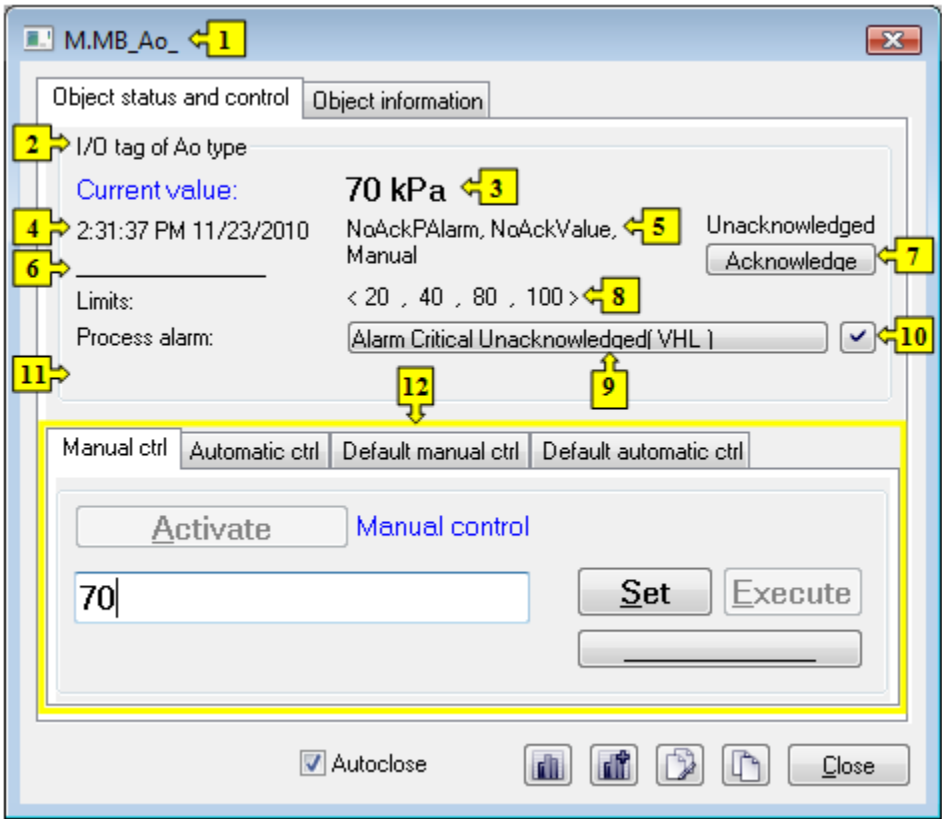 M.MB_Ao_ 1
Object status and control Object information
2 I/O tag of Ao type
Current value: 70 kPa 3
4 2:31:37 PM 11/23/2010 NoAckPAlarm, NoAckValue, 5 Unacknowledged
Manual Acknowledge 7
6
Limits: < 20 , 40 , 80 , 100 > 8
Process alarm: Alarm Critical Unacknowledged( VHL ) 10
11 12 9
Manual ctrl Automatic ctrl Default manual ctrl Default automatic ctrl
Activate Manual control
70 Set Execute
Autoclose Close